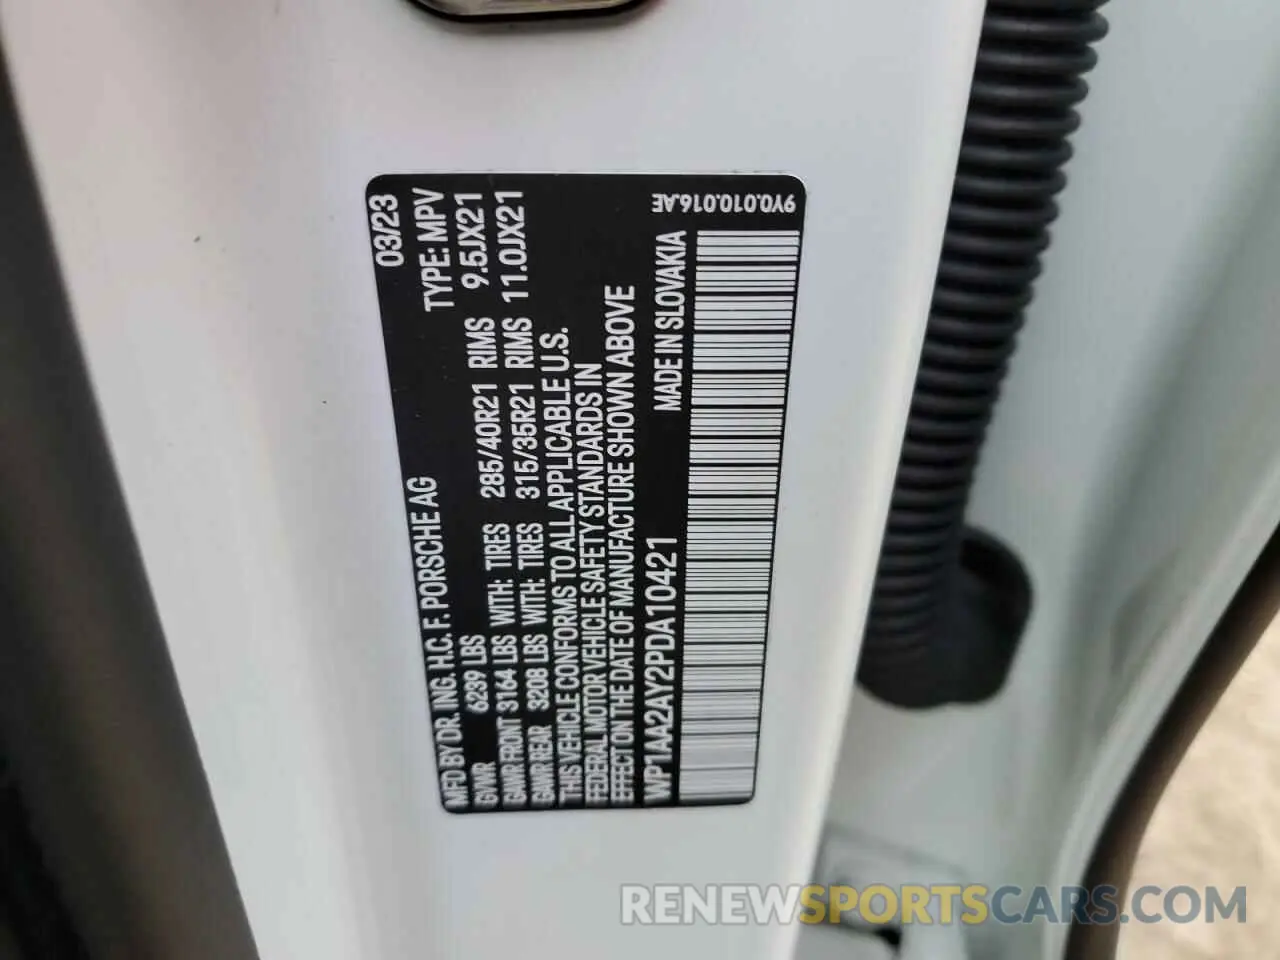 MFD BY DR. ING. H.C. F. PORSCHE AG 03/23
GVWR 6239 LBS TYPE: MPV
GAWR FRONT 3164 LBS WITH: TIRES 285/40R21 RIMS 9.5JX21
GAWR REAR 3208 LBS WITH: TIRES 315/35R21 RIMS 11.0JX21
THIS VEHICLE CONFORMS TO ALL APPLICABLE U.S.
FEDERAL MOTOR VEHICLE SAFETY STANDARDS IN
EFFECT ON THE DATE OF MANUFACTURE SHOWN ABOVE
WP1AA2AY2PDA10421 MADE IN SLOVAKIA
9Y0.010.016.AE
RENEWSPORTSCARS.COM